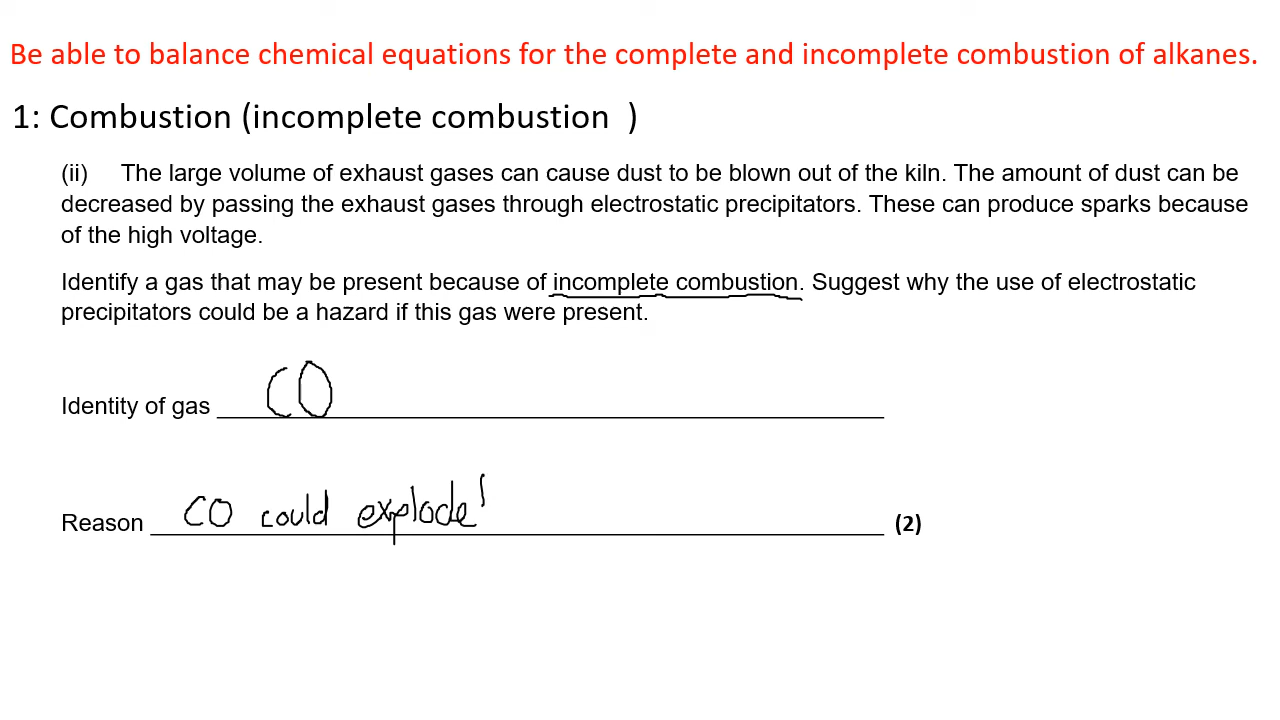 Be able to balance chemical equations for the complete and incomplete combustion of alkanes.
1: Combustion (incomplete combustion )
(ii) The large volume of exhaust gases can cause dust to be blown out of the kiln. The amount of dust can be
decreased by passing the exhaust gases through electrostatic precipitators. These can produce sparks because
of the high voltage.
Identify a gas that may be present because of incomplete combustion. Suggest why the use of electrostatic
precipitators could be a hazard if this gas were present.
Identity of gas CO
Reason CO could explode! (2)